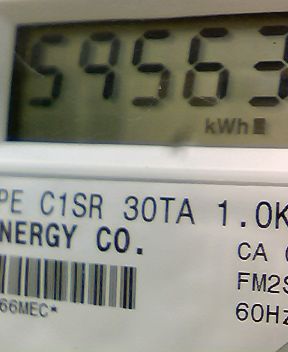 59563
kWh
PE C1SR 30TA 1.0K
NERGY CO.
CA
FM2S
66MEC*
60Hz